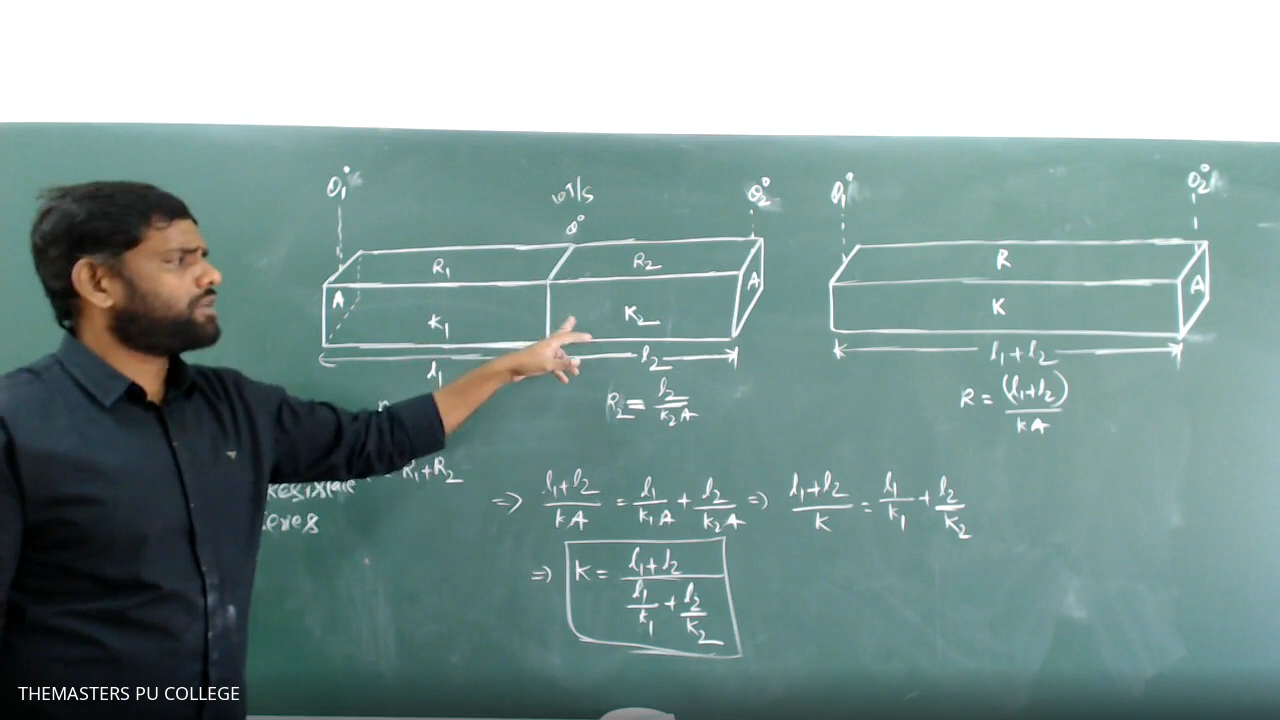 θ₁° θ₂° θ₁° θ₂°
θ°
R₁ R₂ R
A A A
K₁ K₂ K
l₁ l₂ l₁+l₂
R₂ = l₂/K₂A R = (l₁+l₂)/KA
R₁+R₂
=> (l₁+l₂)/KA = l₁/K₁A + l₂/K₂A => (l₁+l₂)/K = l₁/K₁ + l₂/K₂
=> K = (l₁+l₂)/(l₁/K₁ + l₂/K₂)
THEMASTERS PU COLLEGE